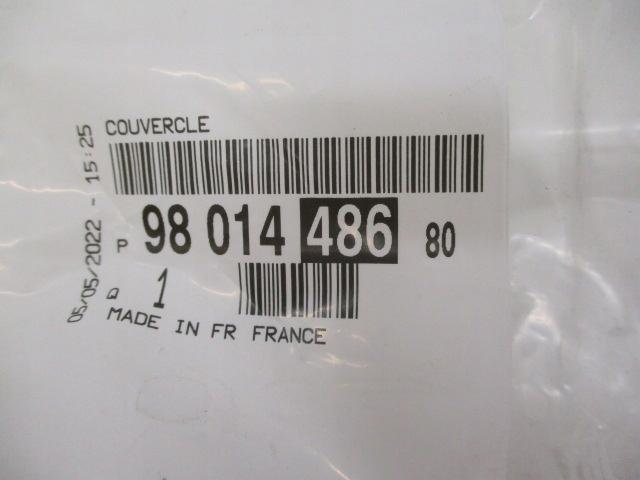 COUVERCLE
05/05/2022 - 15:25
P 98 014 486 80
Q 1
MADE IN FR FRANCE